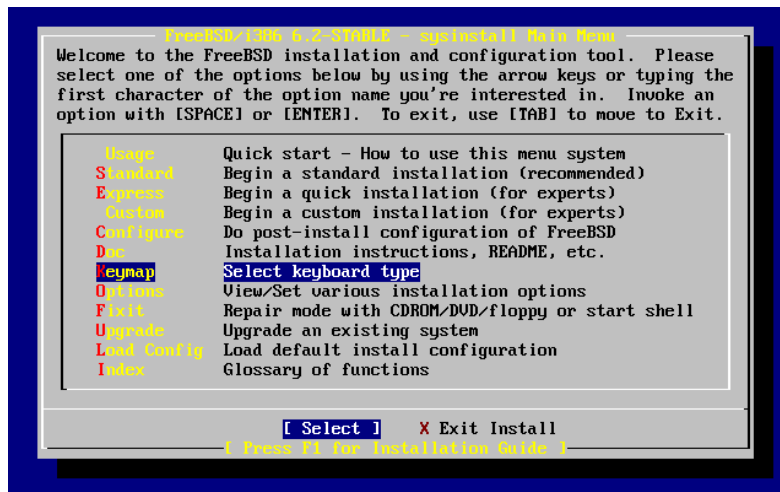 FreeBSD/i386 6.2-STABLE - sysinstall Main Menu
Welcome to the FreeBSD installation and configuration tool. Please
select one of the options below by using the arrow keys or typing the
first character of the option name you're interested in. Invoke an
option with [SPACE] or [ENTER]. To exit, use [TAB] to move to Exit.
Usage Quick start - How to use this menu system
Standard Begin a standard installation (recommended)
Express Begin a quick installation (for experts)
Custom Begin a custom installation (for experts)
Configure Do post-install configuration of FreeBSD
Doc Installation instructions, README, etc.
Keymap Select keyboard type
Options View/Set various installation options
Fixit Repair mode with CDROM/DVD/floppy or start shell
Upgrade Upgrade an existing system
Load Config Load default install configuration
Index Glossary of functions
[ Select ] X Exit Install
[ Press F1 for Installation Guide ]